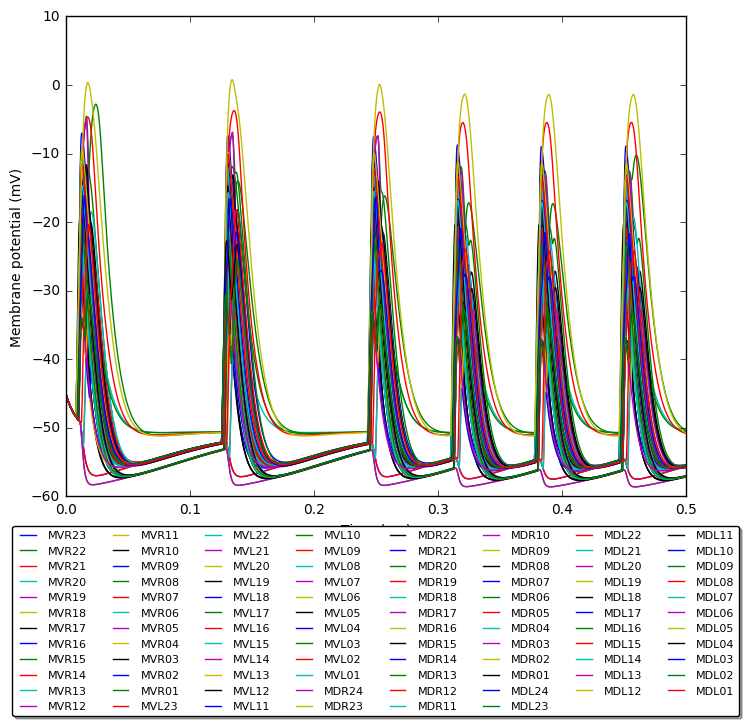 10
0
−10
−20
−30
−40
−50
−60
Membrane potential (mV)
0.0 0.1 0.2 0.3 0.4 0.5
MVR23 MVR11 MVL22 MVL10 MDR22 MDR10 MDL22 MDL11
MVR22 MVR10 MVL21 MVL09 MDR21 MDR09 MDL21 MDL10
MVR21 MVR09 MVL20 MVL08 MDR20 MDR08 MDL20 MDL09
MVR20 MVR08 MVL19 MVL07 MDR19 MDR07 MDL19 MDL08
MVR19 MVR07 MVL18 MVL06 MDR18 MDR06 MDL18 MDL07
MVR18 MVR06 MVL17 MVL05 MDR17 MDR05 MDL17 MDL06
MVR17 MVR05 MVL16 MVL04 MDR16 MDR04 MDL16 MDL05
MVR16 MVR04 MVL15 MVL03 MDR15 MDR03 MDL15 MDL04
MVR15 MVR03 MVL14 MVL02 MDR14 MDR02 MDL14 MDL03
MVR14 MVR02 MVL13 MVL01 MDR13 MDR01 MDL13 MDL02
MVR13 MVR01 MVL12 MDR24 MDR12 MDL24 MDL12 MDL01
MVR12 MVL23 MVL11 MDR23 MDR11 MDL23